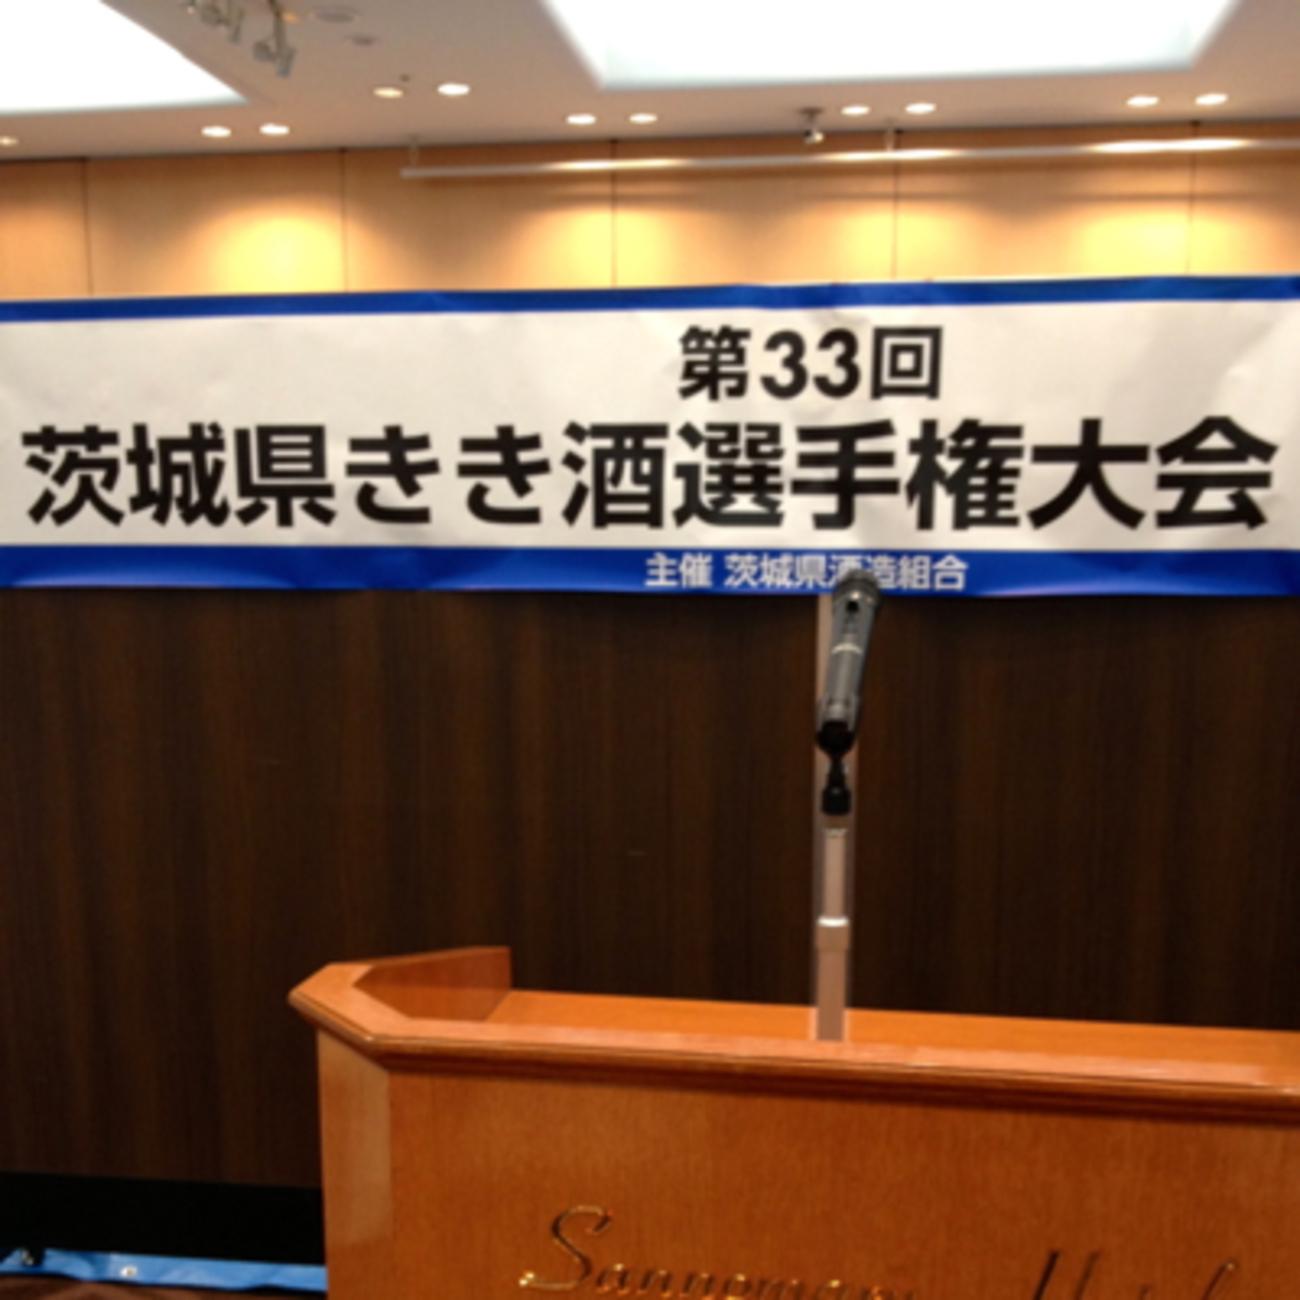 第33回
茨城県きき酒選手権大会
主催 茨城県酒造組合